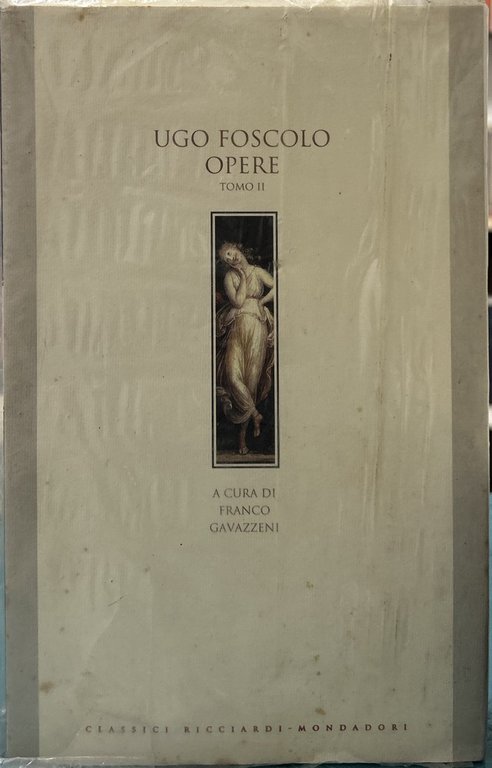 UGO FOSCOLO
OPERE
TOMO II
A CURA DI
FRANCO
GAVAZZENI
CLASSICI RICCIARDI-MONDADORI